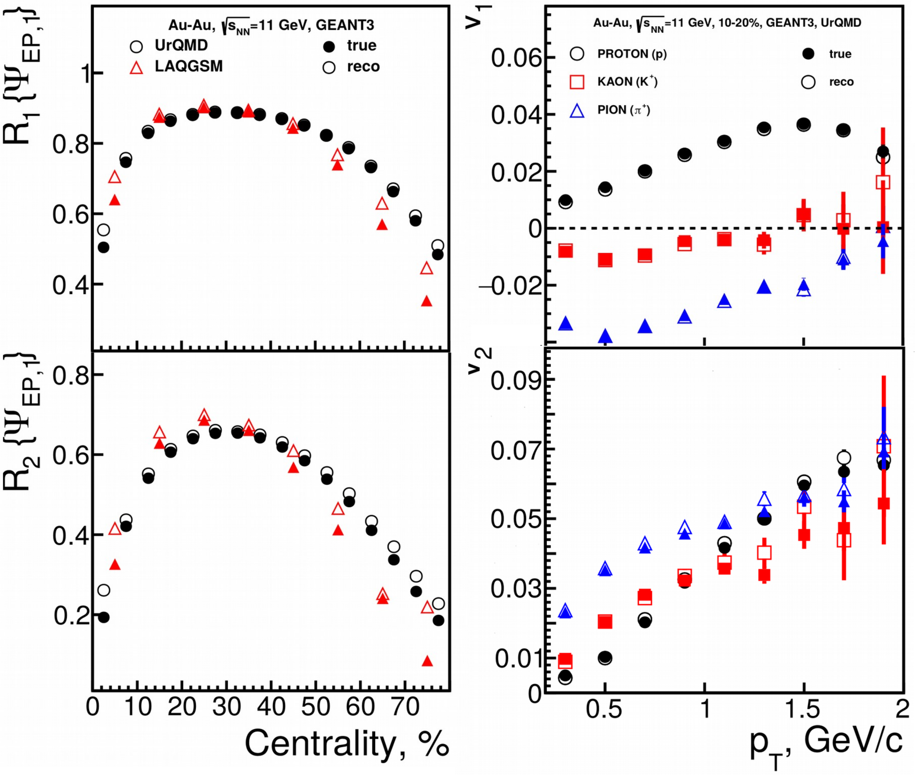 Au-Au, √sNN=11 GeV, GEANT3
UrQMD true
LAQGSM reco
R1 {ΨEP,1}
1
0.8
0.6
0.4
R2 {ΨEP,1}
0.8
0.6
0.4
0.2
0 10 20 30 40 50 60 70
Centrality, %
v1
Au-Au, √sNN=11 GeV, 10-20%, GEANT3, UrQMD
PROTON (p) true
KAON (K+) reco
PION (π+)
0.06
0.04
0.02
0
−0.02
v2
0.09
0.07
0.05
0.03
0.01
0
0.5 1 1.5 2
pT, GeV/c